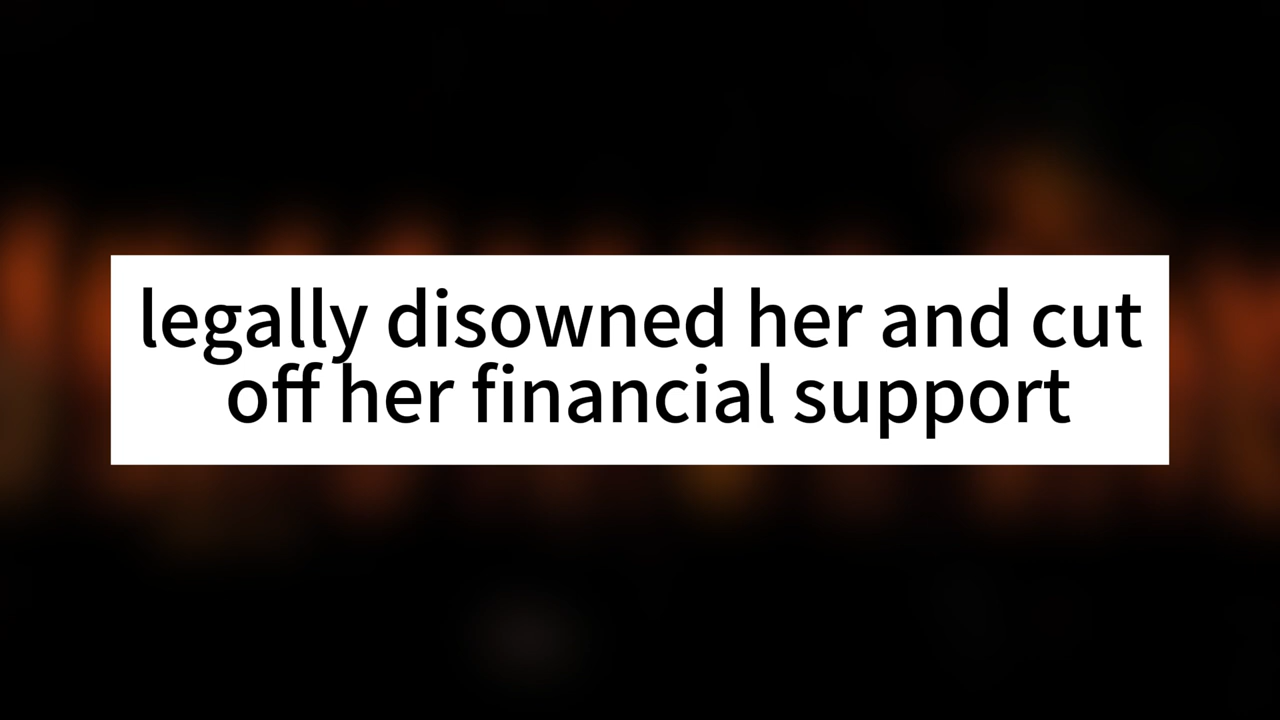 legally disowned her and cut
off her financial support